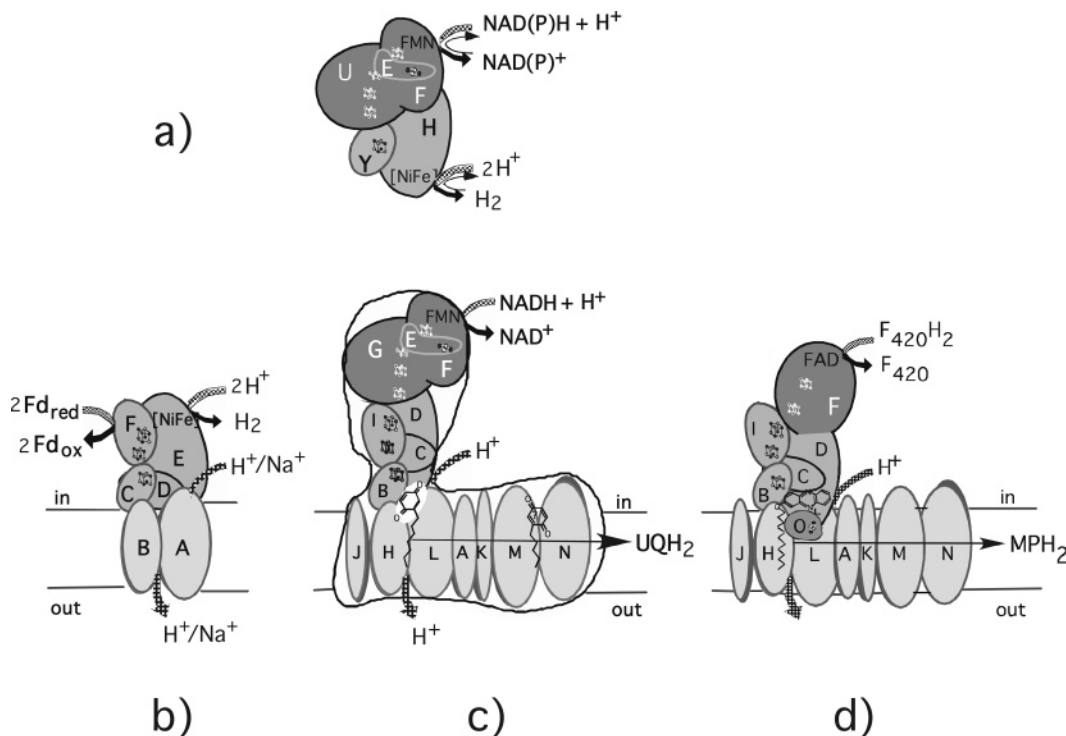 NAD(P)H + H+
NAD(P)+
FMN
U
E
F
H
Y
[NiFe]
2H+
H2
a)
2Fdred
2Fdox
F
[NiFe]
2H+
H2
E
H+/Na+
C
D
in
B
A
out
H+/Na+
b)
NADH + H+
NAD+
FMN
G
E
F
I
D
C
B
H+
in
J
H
L
A
K
M
N
UQH2
out
H+
c)
F420H2
F420
FAD
F
I
D
C
B
H+
in
O
J
H
L
A
K
M
N
MPH2
out
d)